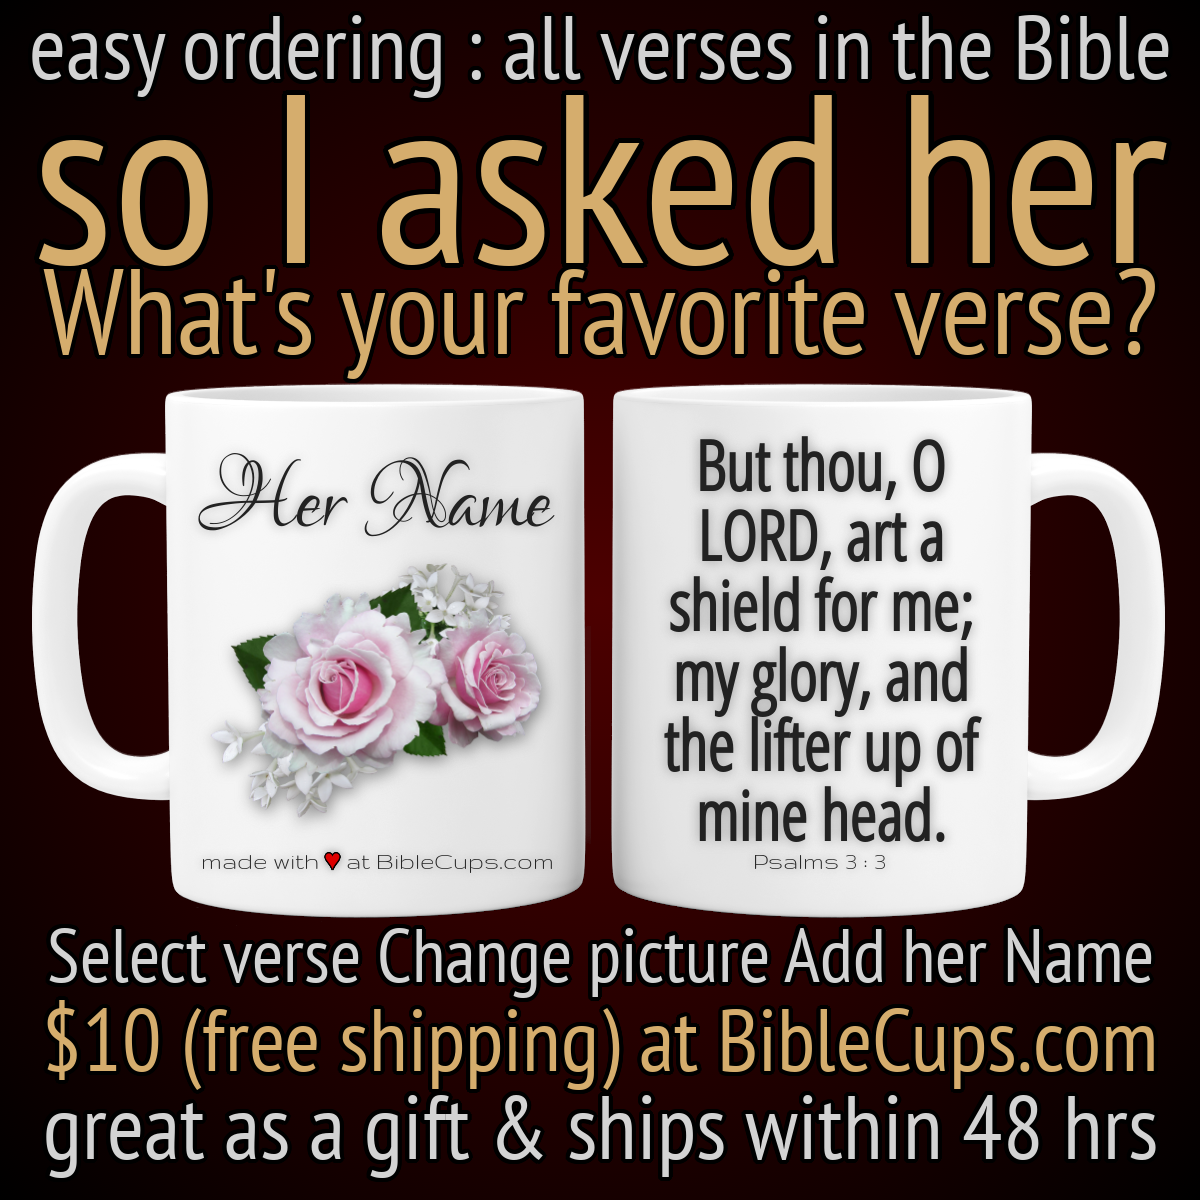 easy ordering : all verses in the Bible
so I asked her
What's your favorite verse?
Her Name
made with at BibleCups.com
But thou, O
LORD, art a
shield for me;
my glory, and
the lifter up of
mine head.
Psalms 3 : 3
Select verse Change picture Add her Name
$10 (free shipping) at BibleCups.com
great as a gift & ships within 48 hrs